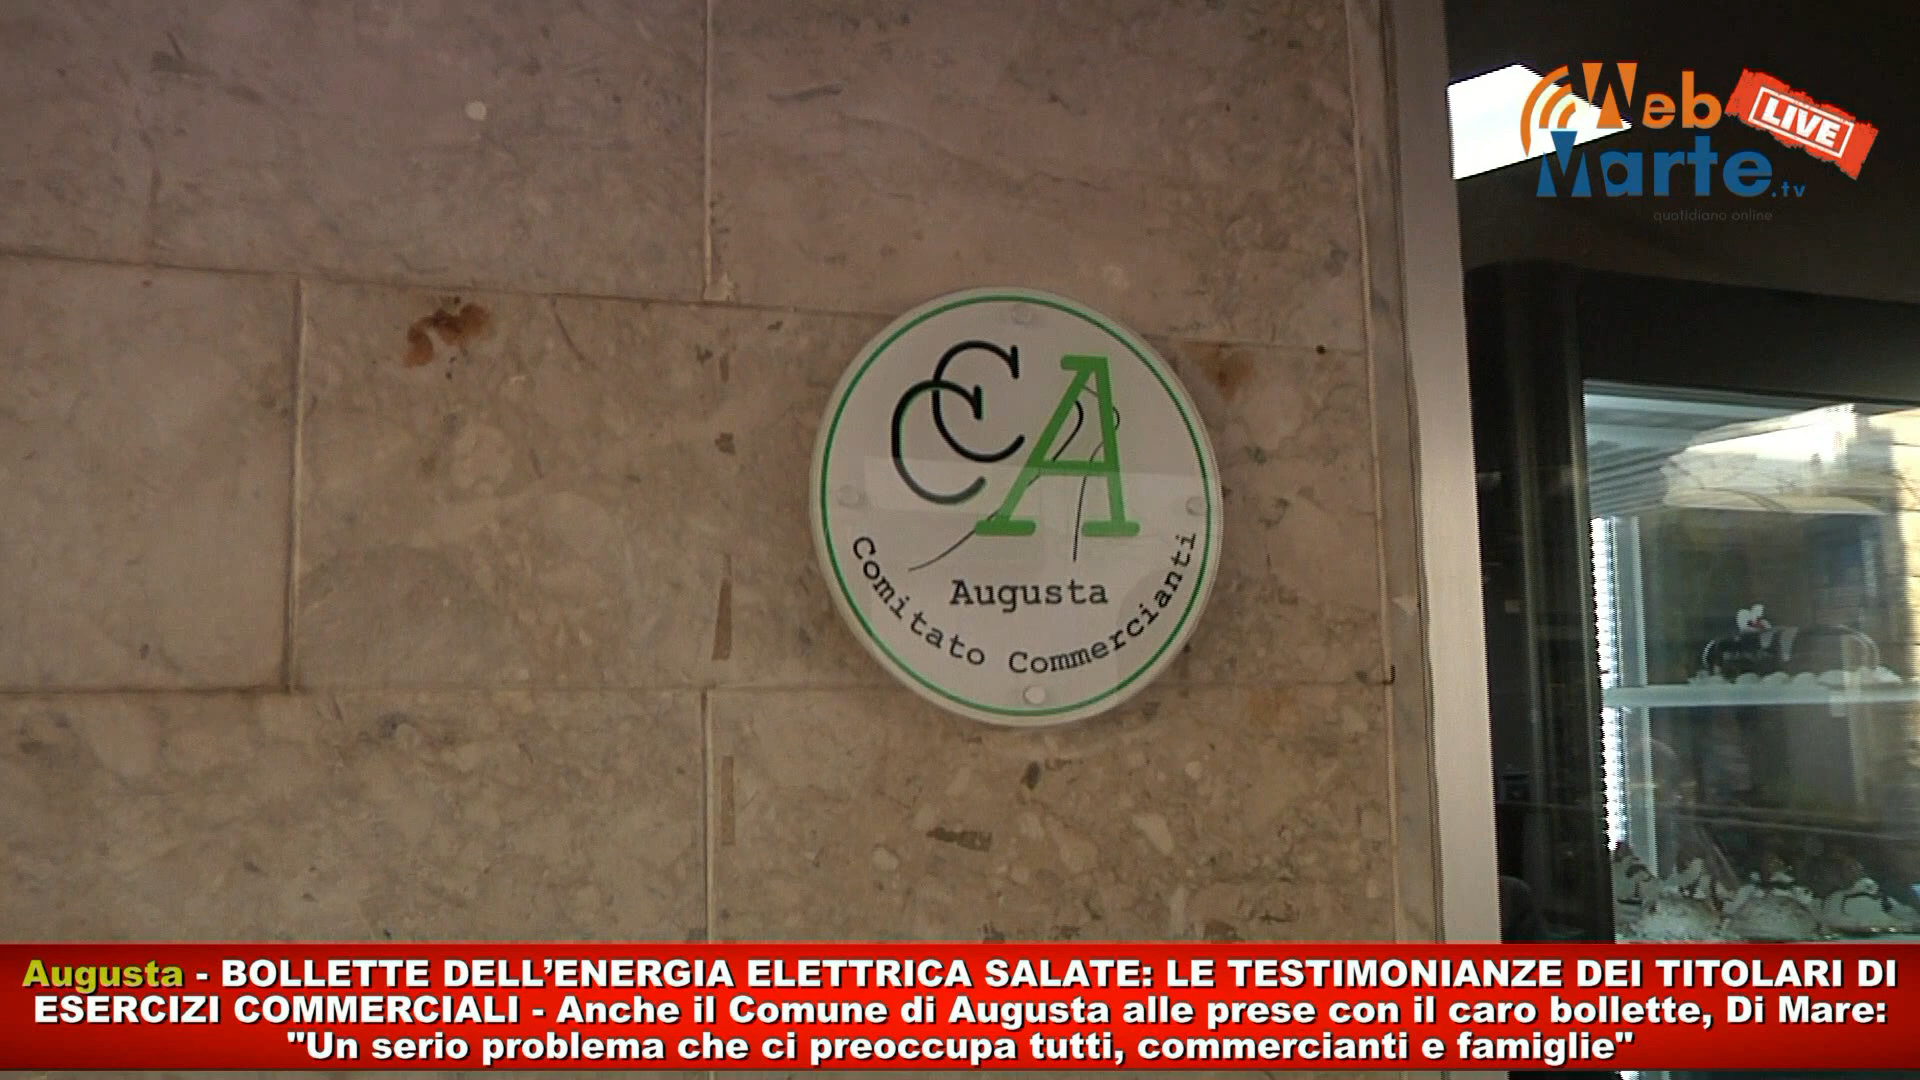 Web LIVE
Marte.tv
quotidiano online
CCA
Augusta
Comitato Commercianti
Augusta - BOLLETTE DELL’ENERGIA ELETTRICA SALATE: LE TESTIMONIANZE DEI TITOLARI DI
ESERCIZI COMMERCIALI - Anche il Comune di Augusta alle prese con il caro bollette, Di Mare:
"Un serio problema che ci preoccupa tutti, commercianti e famiglie"